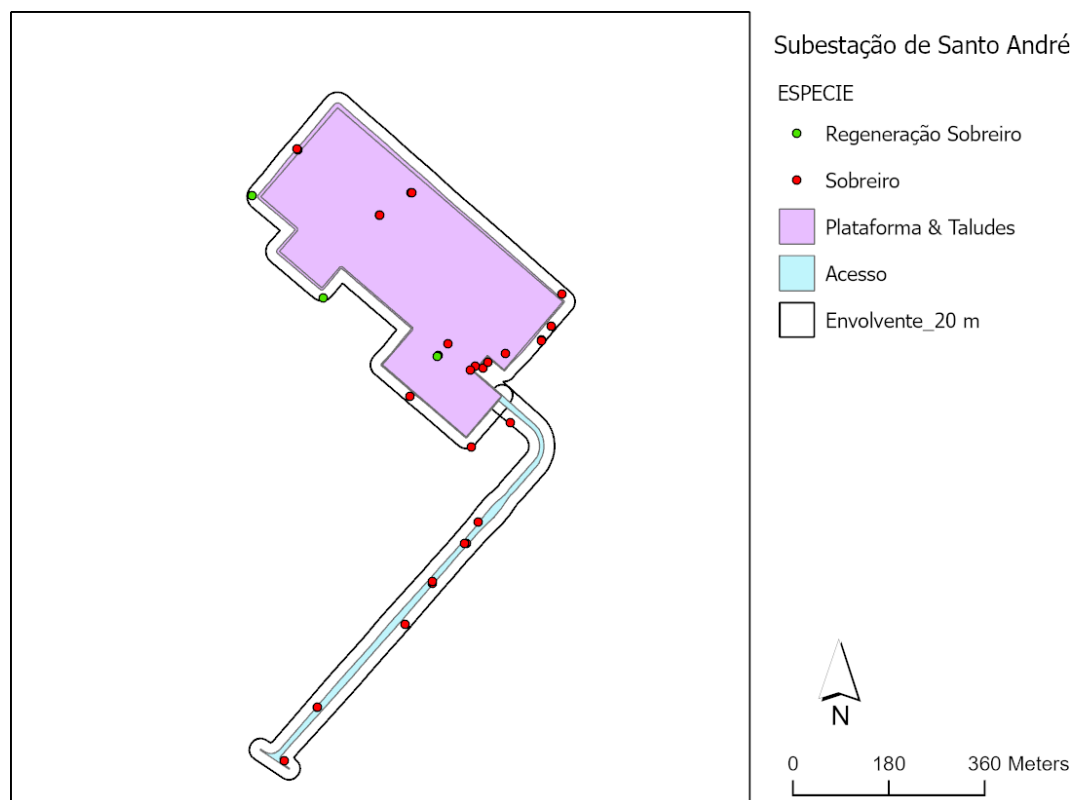 Subestação de Santo André
ESPECIE
Regeneração Sobreiro
Sobreiro
Plataforma & Taludes
Acesso
Envolvente_20 m
N
0 180 360 Meters